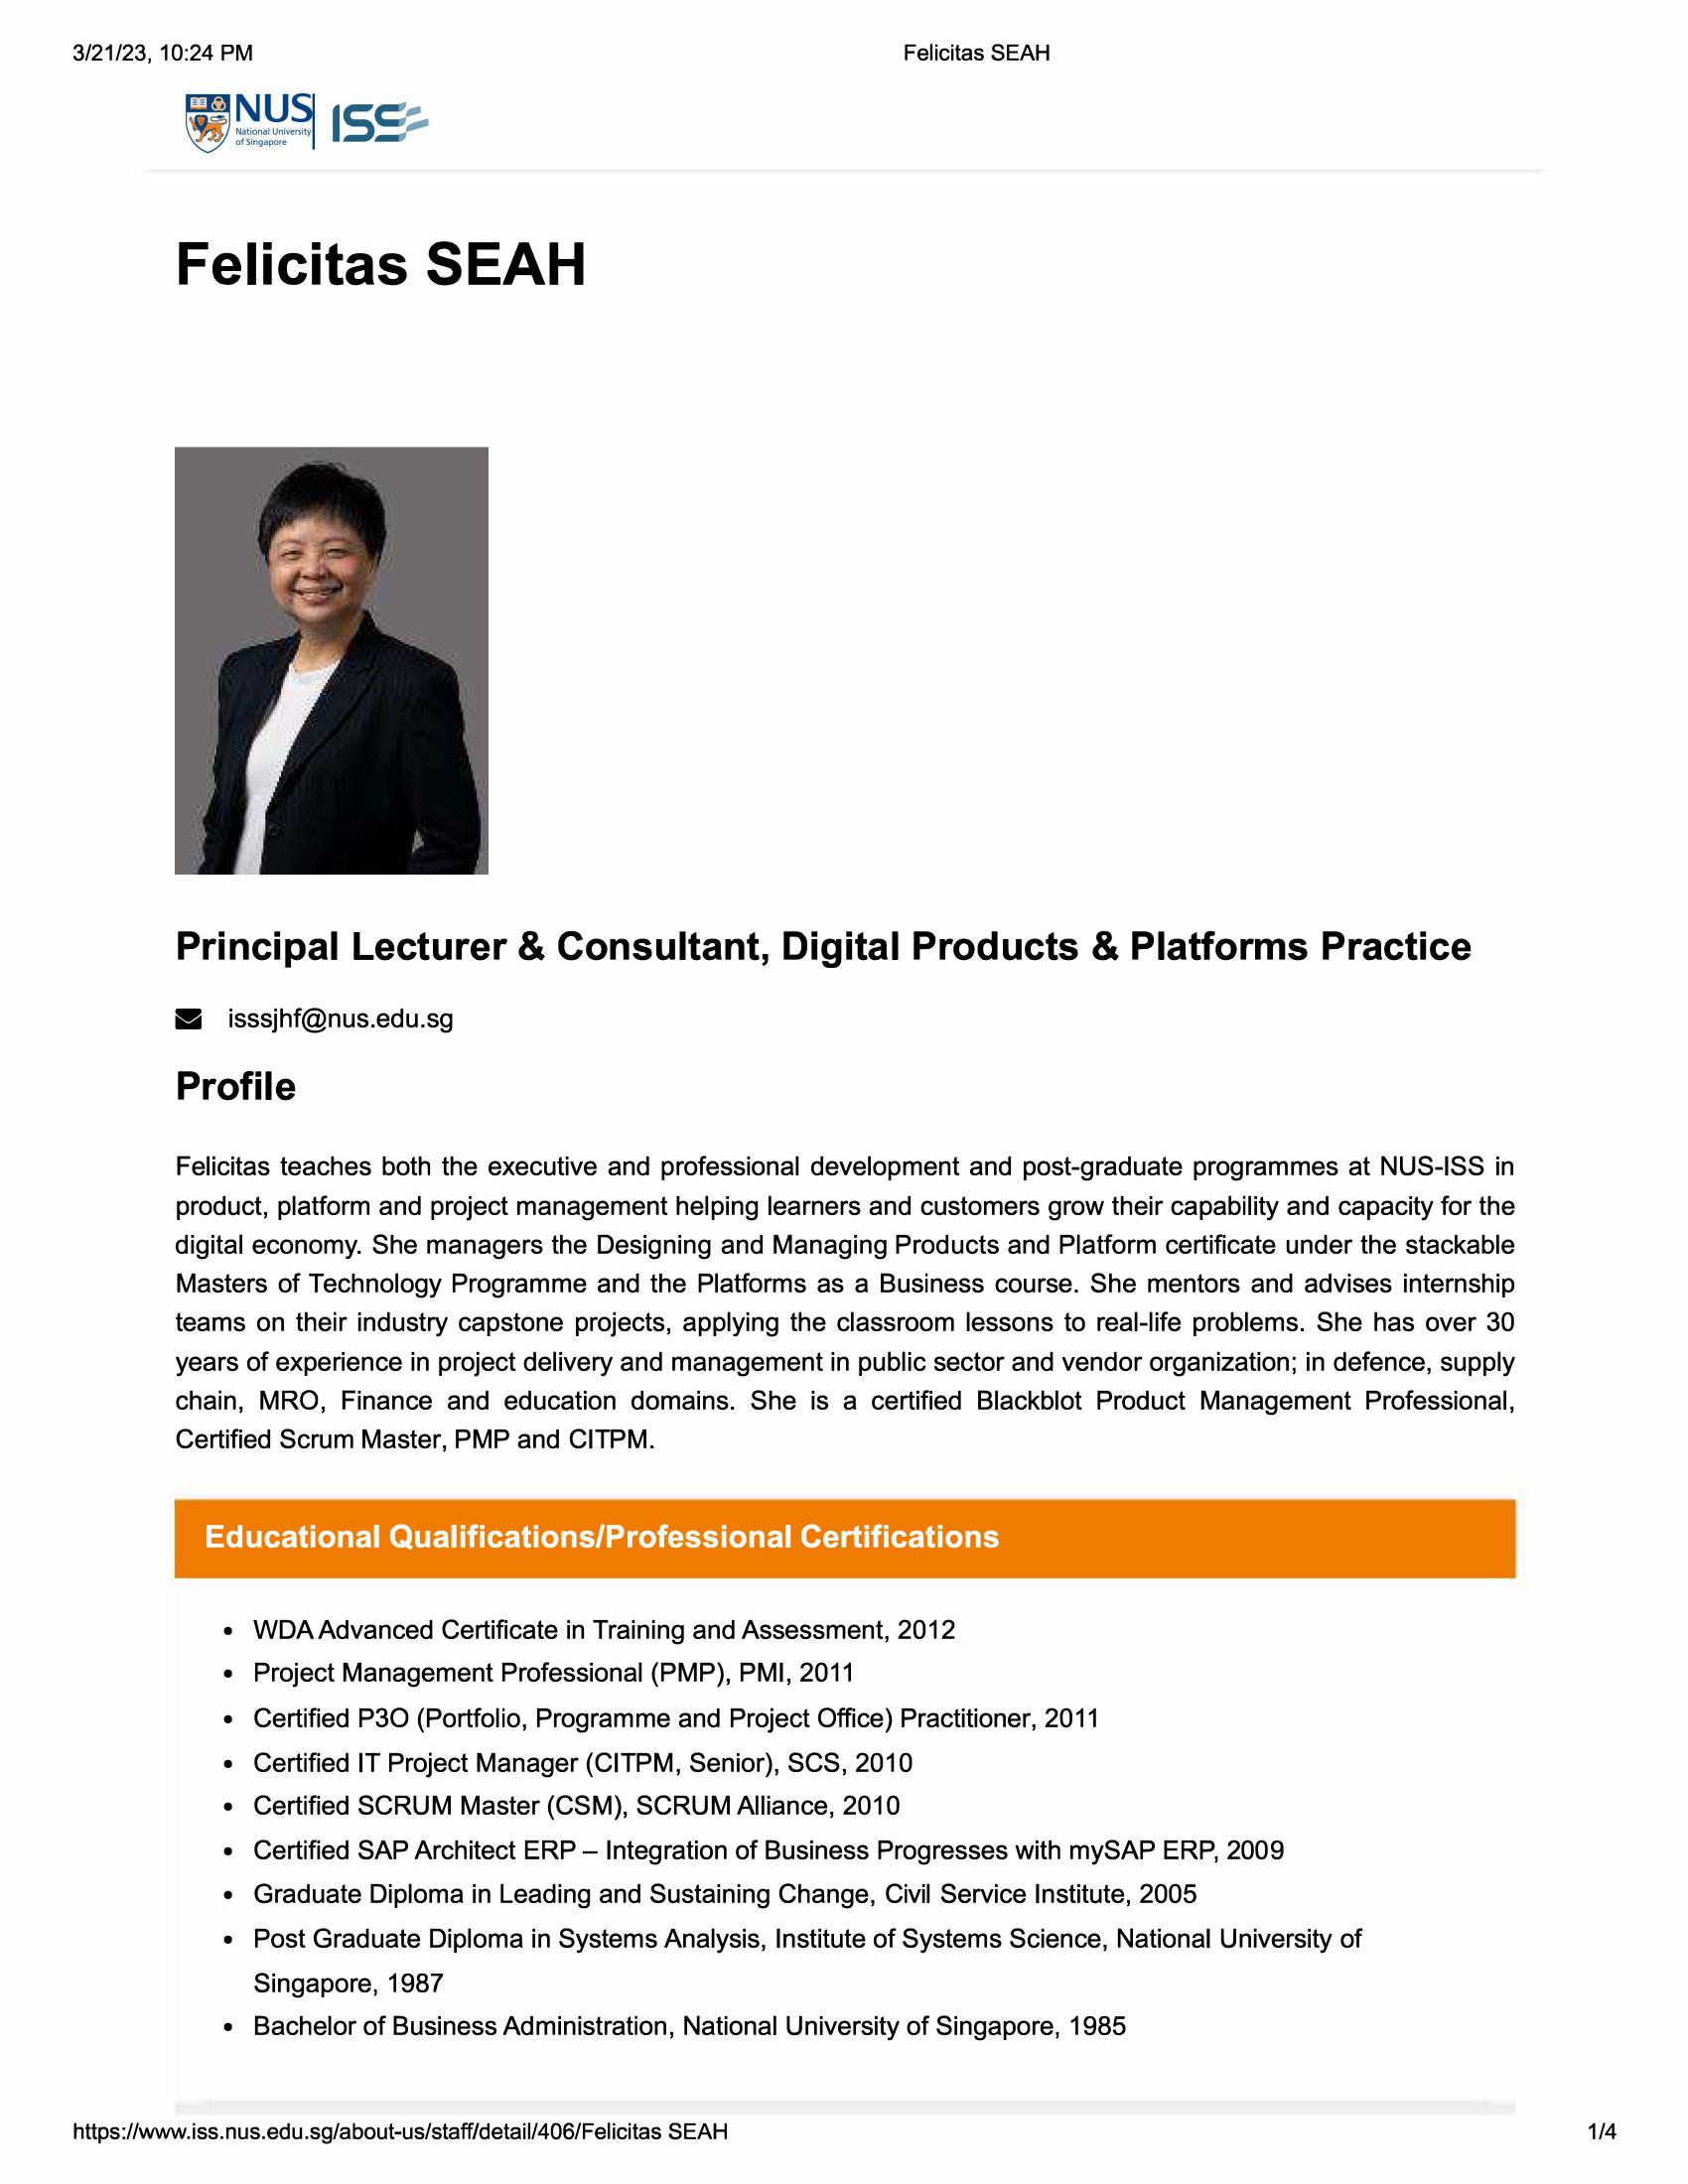 3/21/23, 10:24 PM
Felicitas SEAH
NUS
National University
of Singapore
ISS
Felicitas SEAH
Principal Lecturer & Consultant, Digital Products & Platforms Practice
isssjhf@nus.edu.sg
Profile
Felicitas teaches both the executive and professional development and post-graduate programmes at NUS-ISS in
product, platform and project management helping learners and customers grow their capability and capacity for the
digital economy. She managers the Designing and Managing Products and Platform certificate under the stackable
Masters of Technology Programme and the Platforms as a Business course. She mentors and advises internship
teams on their industry capstone projects, applying the classroom lessons to real-life problems. She has over 30
years of experience in project delivery and management in public sector and vendor organization; in defence, supply
chain, MRO, Finance and education domains. She is a certified Blackblot Product Management Professional,
Certified Scrum Master, PMP and CITPM.
Educational Qualifications/Professional Certifications
• WDA Advanced Certificate in Training and Assessment, 2012
• Project Management Professional (PMP), PMI, 2011
• Certified P3O (Portfolio, Programme and Project Office) Practitioner, 2011
• Certified IT Project Manager (CITPM, Senior), SCS, 2010
• Certified SCRUM Master (CSM), SCRUM Alliance, 2010
• Certified SAP Architect ERP – Integration of Business Progresses with mySAP ERP, 2009
• Graduate Diploma in Leading and Sustaining Change, Civil Service Institute, 2005
• Post Graduate Diploma in Systems Analysis, Institute of Systems Science, National University of
Singapore, 1987
• Bachelor of Business Administration, National University of Singapore, 1985
https://www.iss.nus.edu.sg/about-us/staff/detail/406/Felicitas SEAH
1/4